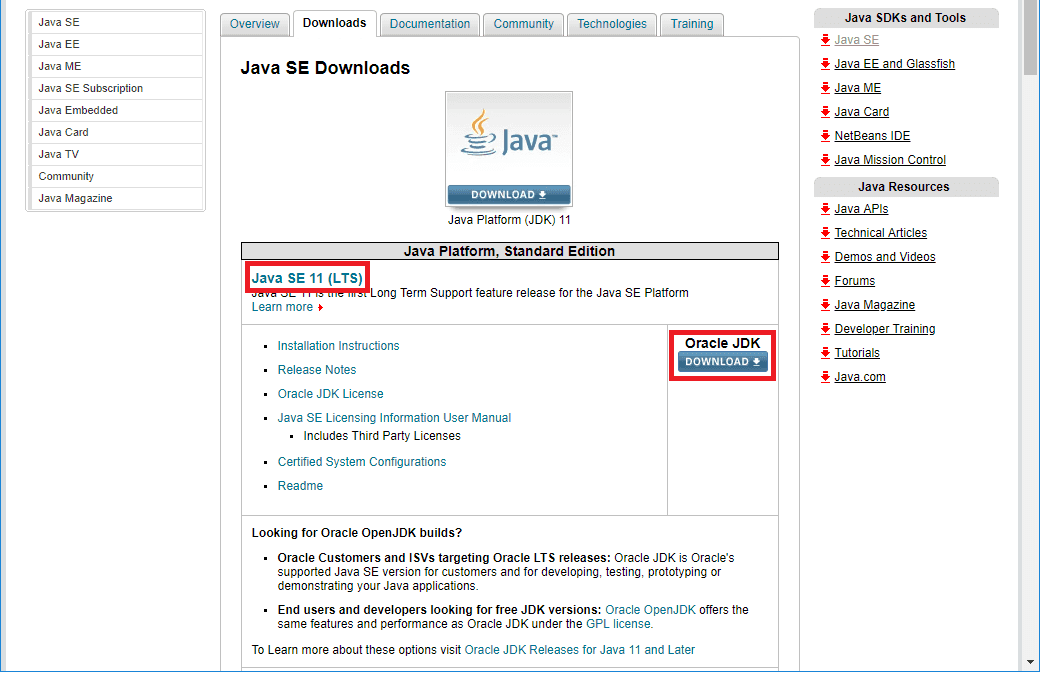 Java SE
Java EE
Java ME
Java SE Subscription
Java Embedded
Java Card
Java TV
Community
Java Magazine
Overview
Downloads
Documentation
Community
Technologies
Training
Java SE Downloads
Java™
DOWNLOAD
Java Platform (JDK) 11
Java Platform, Standard Edition
Java SE 11 (LTS)
Java SE 11 is the first Long Term Support feature release for the Java SE Platform
Learn more
Installation Instructions
Release Notes
Oracle JDK License
Java SE Licensing Information User Manual
Includes Third Party Licenses
Certified System Configurations
Readme
Oracle JDK
DOWNLOAD
Looking for Oracle OpenJDK builds?
Oracle Customers and ISVs targeting Oracle LTS releases: Oracle JDK is Oracle's
supported Java SE version for customers and for developing, testing, prototyping or
demonstrating your Java applications.
End users and developers looking for free JDK versions: Oracle OpenJDK offers the
same features and performance as Oracle JDK under the GPL license.
To Learn more about these options visit Oracle JDK Releases for Java 11 and Later
Java SDKs and Tools
Java SE
Java EE and Glassfish
Java ME
Java Card
NetBeans IDE
Java Mission Control
Java Resources
Java APIs
Technical Articles
Demos and Videos
Forums
Java Magazine
Developer Training
Tutorials
Java.com